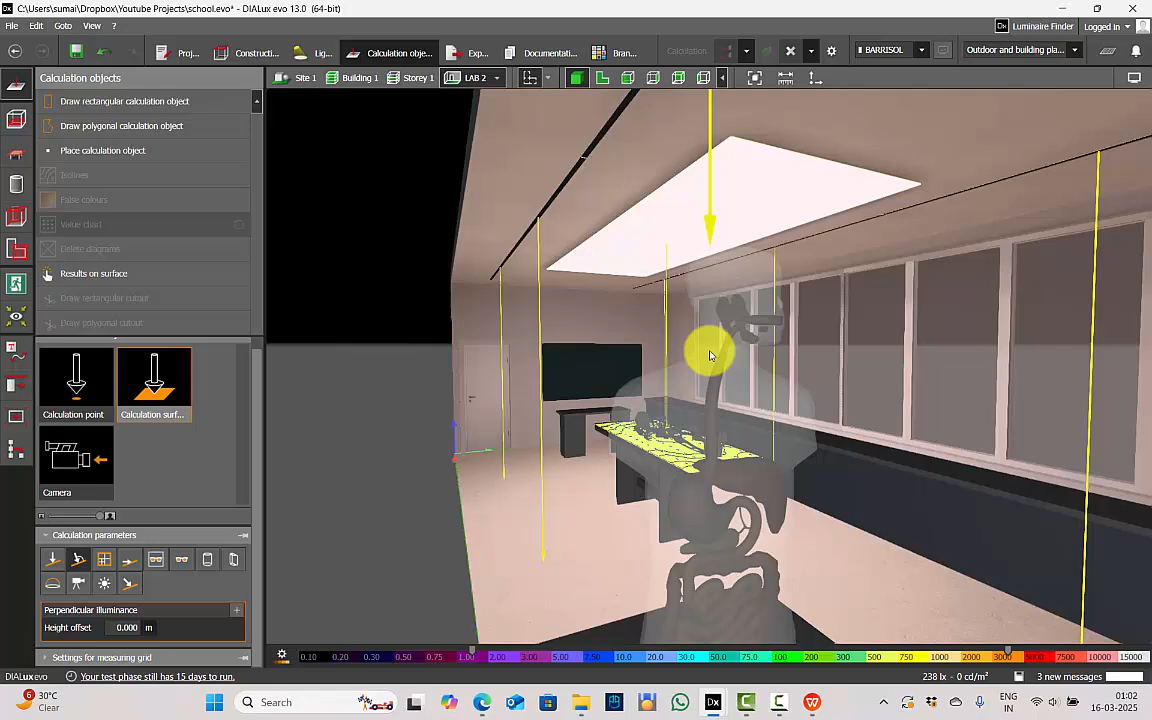 C:\Users\sumai\Dropbox\Youtube Projects\school.evo* - DIALux evo 13.0 (64-bit)
File Edit Goto View ?
Luminaire Finder Logged in
Proj... Constructi... Lig... Calculation obje... Exp... Documentati... Bran... Calculation BARRISOL Outdoor and building pla...
Calculation objects
Site 1 Building 1 Storey 1 LAB 2
Draw rectangular calculation object
Draw polygonal calculation object
Place calculation object
Isolines
False colours
Value chart
Delete diagrams
Results on surface
Draw rectangular cutout
Draw polygonal cutout
Calculation point Calculation surf...
Camera
Calculation parameters
Perpendicular illuminance
Height offset 0.000 m
Settings for measuring grid
0.10 0.20 0.30 0.50 0.75 1.00 2.00 3.00 5.00 7.50 10.0 20.0 30.0 50.0 75.0 100 200 300 500 750 1000 2000 3000 5000 7500 10000 15000
DIALux evo Your test phase still has 15 days to run. 238 lx - 0 cd/m² 3 new messages
6 30°C
Clear
Search
ENG
IN
01:02
16-03-2025